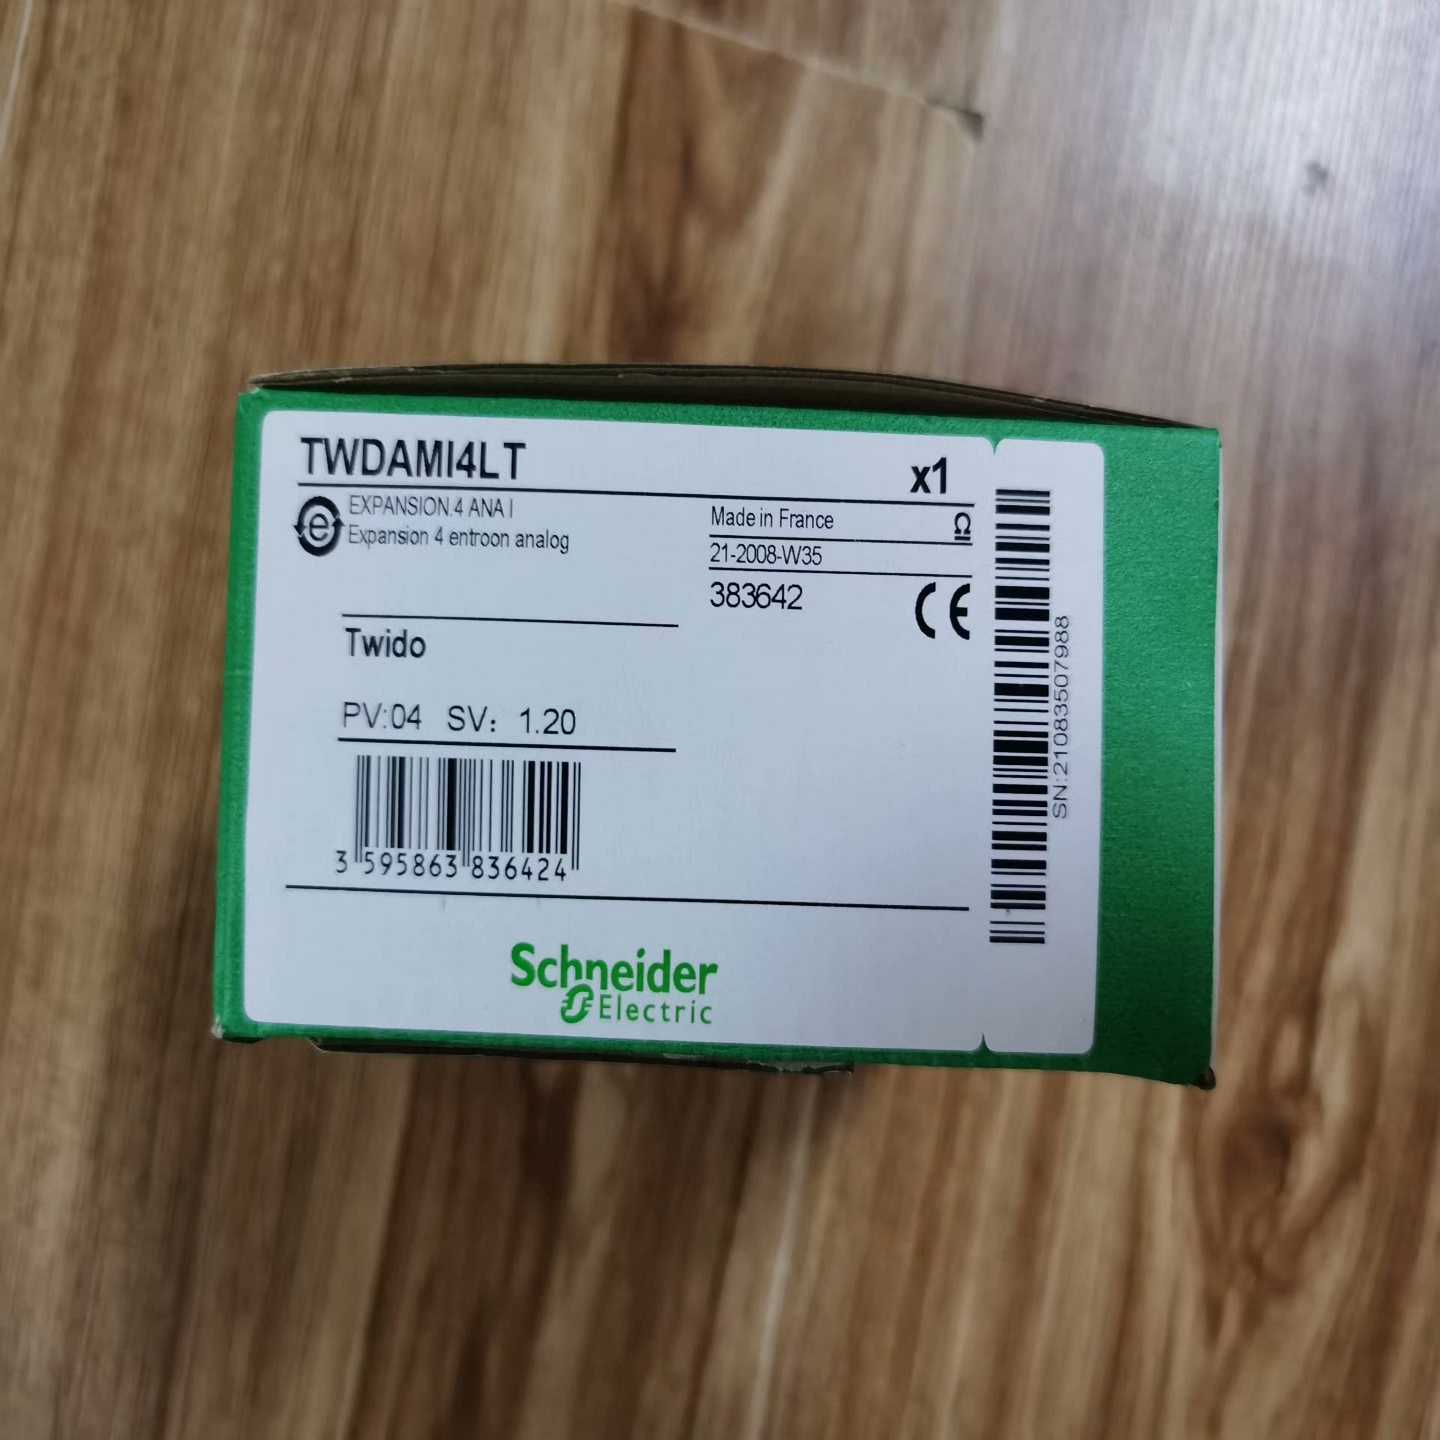 TWDAMI4LT
x1
EXPANSION.4 ANA I
Expansion 4 entroon analog
Made in France
Ω
21-2008-W35
383642
CE
Twido
PV:04 SV: 1.20
3 595863 836424
SN:21083507988
Schneider
Electric